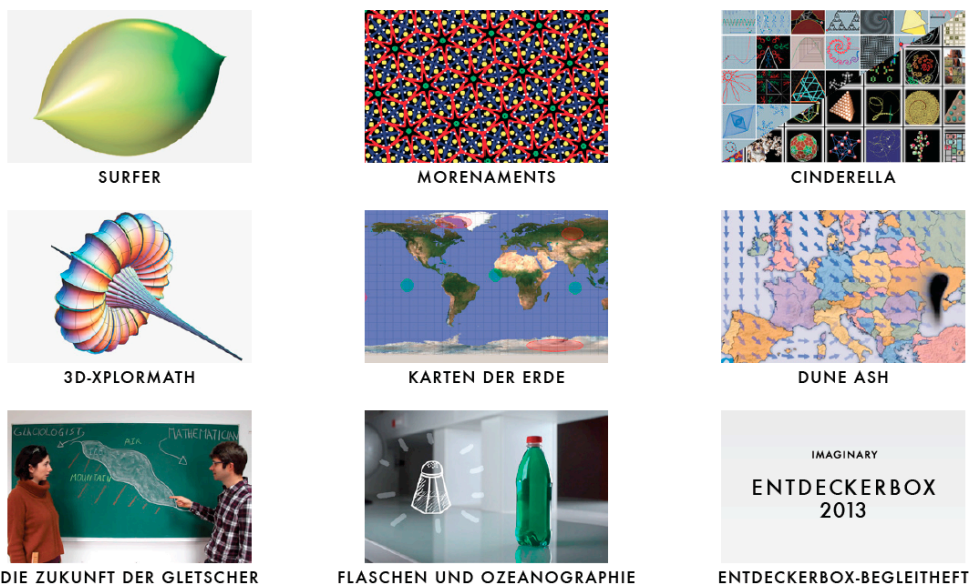 SURFER
MORENAMENTS
CINDERELLA
3D-XPLORMATH
KARTEN DER ERDE
DUNE ASH
GLACIOLOGIST
AIR
MATHEMATICIAN
MOUNTAIN
IMAGINARY
ENTDECKERBOX
2013
DIE ZUKUNFT DER GLETSCHER
FLASCHEN UND OZEANOGRAPHIE
ENTDECKERBOX-BEGLEITHEFT